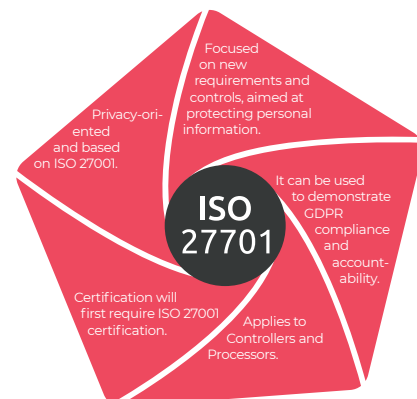 Focused
on new
requirements and
controls, aimed at
protecting personal
information.
Privacy-ori-
ented
and based
on ISO 27001.
ISO
27701
It can be used
to demonstrate
GDPR
compliance
and
account-
ability.
Certification will
first require ISO 27001
certification.
Applies to
Controllers and
Processors.